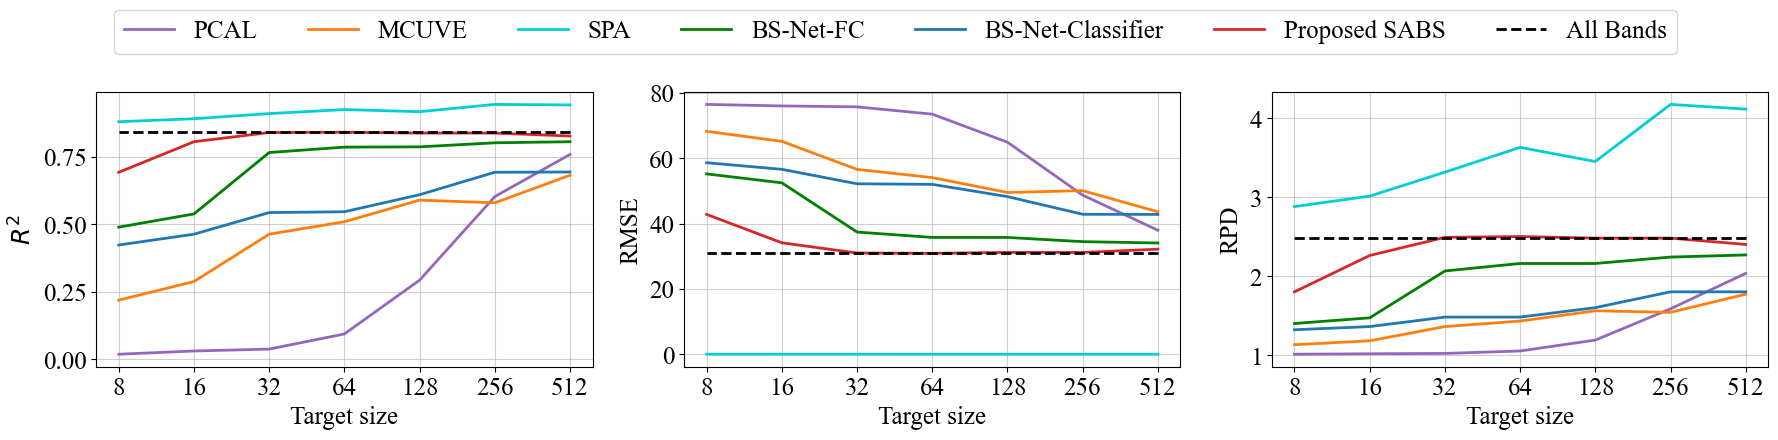 PCAL MCUVE SPA BS-Net-FC BS-Net-Classifier Proposed SABS All Bands
R²
0.75
0.50
0.25
0.00
8 16 32 64 128 256 512
Target size
RMSE
80
60
40
20
0
8 16 32 64 128 256 512
Target size
RPD
4
3
2
1
8 16 32 64 128 256 512
Target size